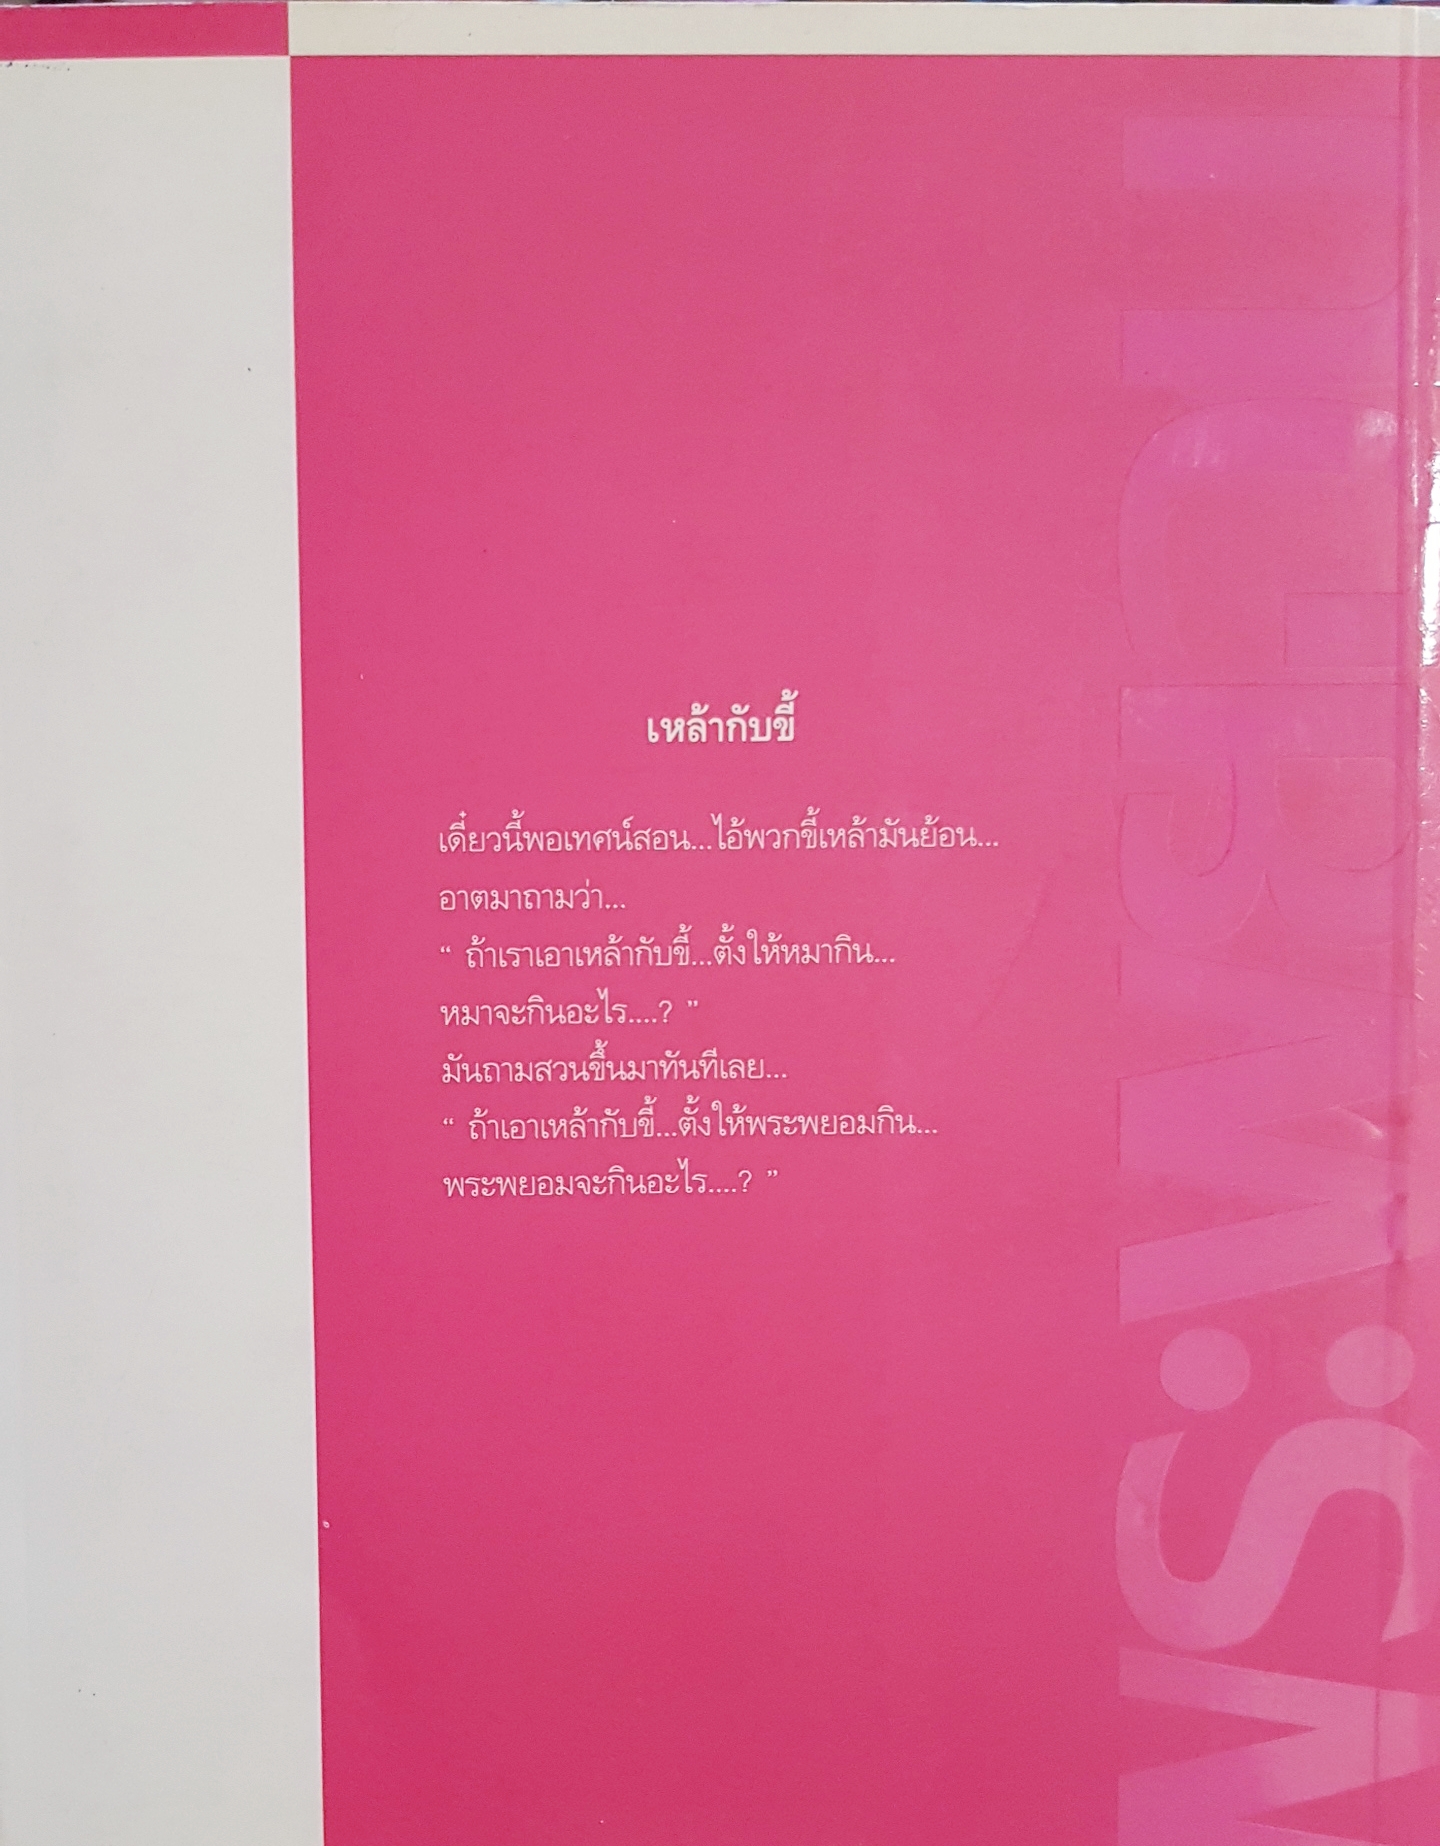 เหล้ากับขี้
เดี๋ยวนี้พอเทศน์สอน...ไอ้พวกขี้เหล้ามันย้อน...
อาตมาถามว่า...
“ ถ้าเราเอาเหล้ากับขี้...ตั้งให้หมากิน...
หมาจะกินอะไร....? ”
มันถามสวนขึ้นมาทันทีเลย...
“ ถ้าเอาเหล้ากับขี้...ตั้งให้พระพยอมกิน...
พระพยอมจะกินอะไร....? ”
พระพยอม